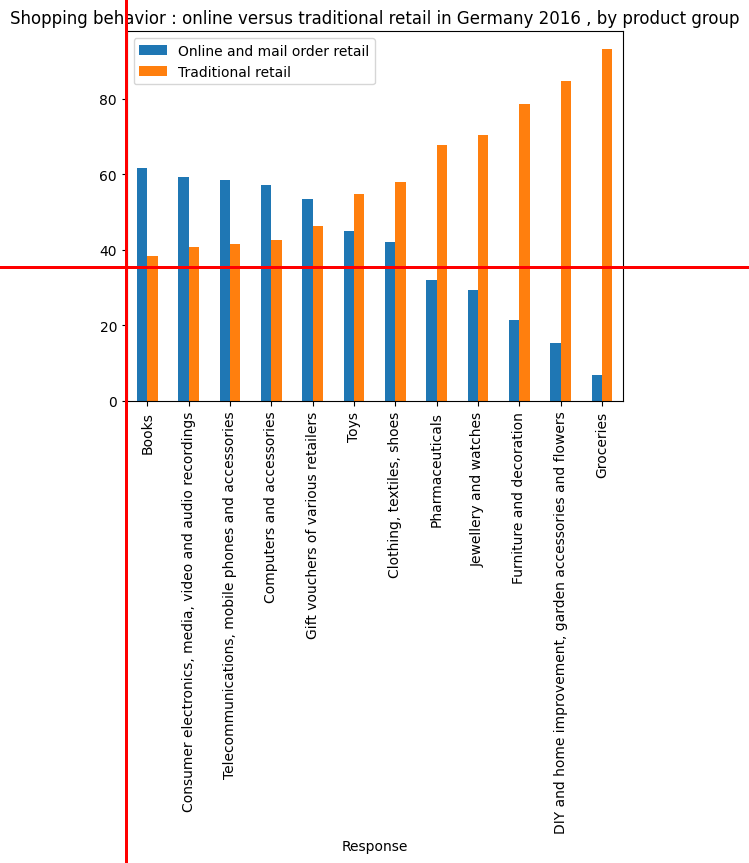 Shopping behavior : online versus traditional retail in Germany 2016 , by product group
Online and mail order retail
Traditional retail
80
60
40
20
0
Books
Consumer electronics, media, video and audio recordings
Telecommunications, mobile phones and accessories
Computers and accessories
Gift vouchers of various retailers
Toys
Clothing, textiles, shoes
Pharmaceuticals
Jewellery and watches
Furniture and decoration
DIY and home improvement, garden accessories and flowers
Groceries
Response